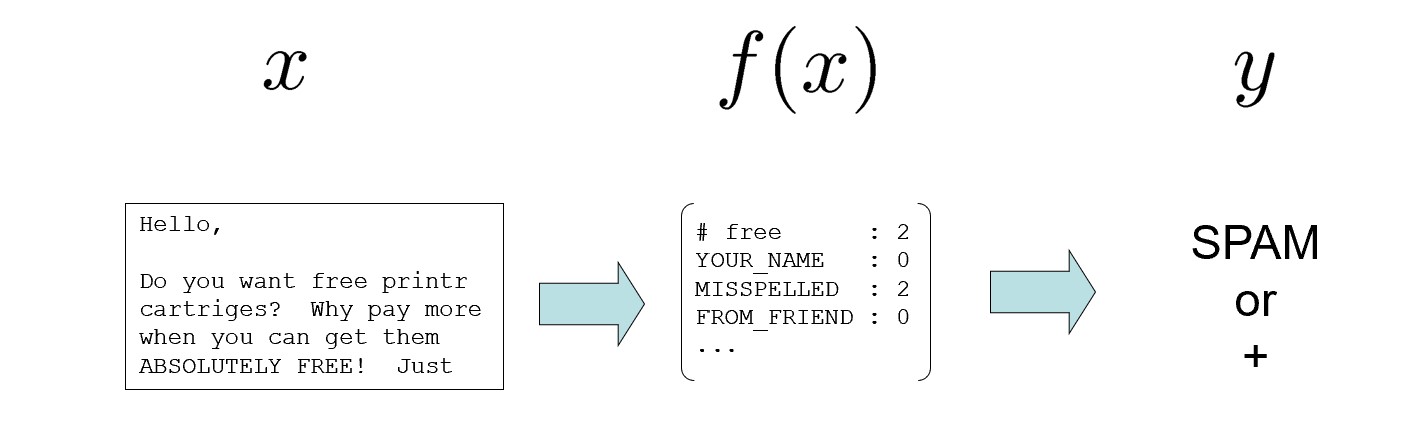 x
f(x)
y
Hello,
Do you want free printr
cartriges?  Why pay more
when you can get them
ABSOLUTELY FREE!  Just
# free      : 2
YOUR_NAME   : 0
MISSPELLED  : 2
FROM_FRIEND : 0
...
SPAM
or
+